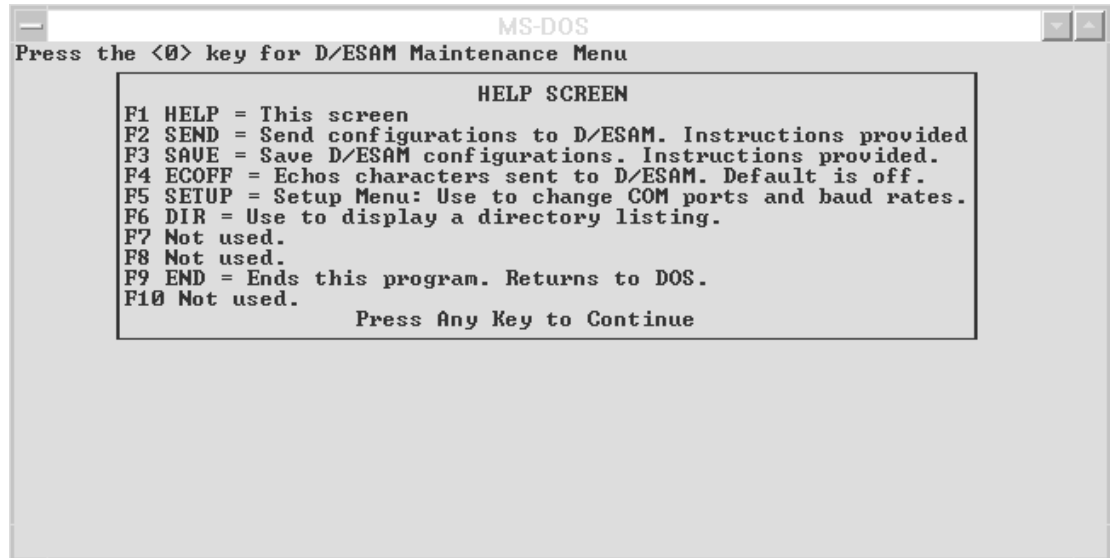 MS-DOS
Press the <0> key for D/ESAM Maintenance Menu
HELP SCREEN
F1 HELP = This screen
F2 SEND = Send configurations to D/ESAM. Instructions provided
F3 SAVE = Save D/ESAM configurations. Instructions provided.
F4 ECOFF = Echos characters sent to D/ESAM. Default is off.
F5 SETUP = Setup Menu: Use to change COM ports and baud rates.
F6 DIR = Use to display a directory listing.
F7 Not used.
F8 Not used.
F9 END = Ends this program. Returns to DOS.
F10 Not used.
Press Any Key to Continue